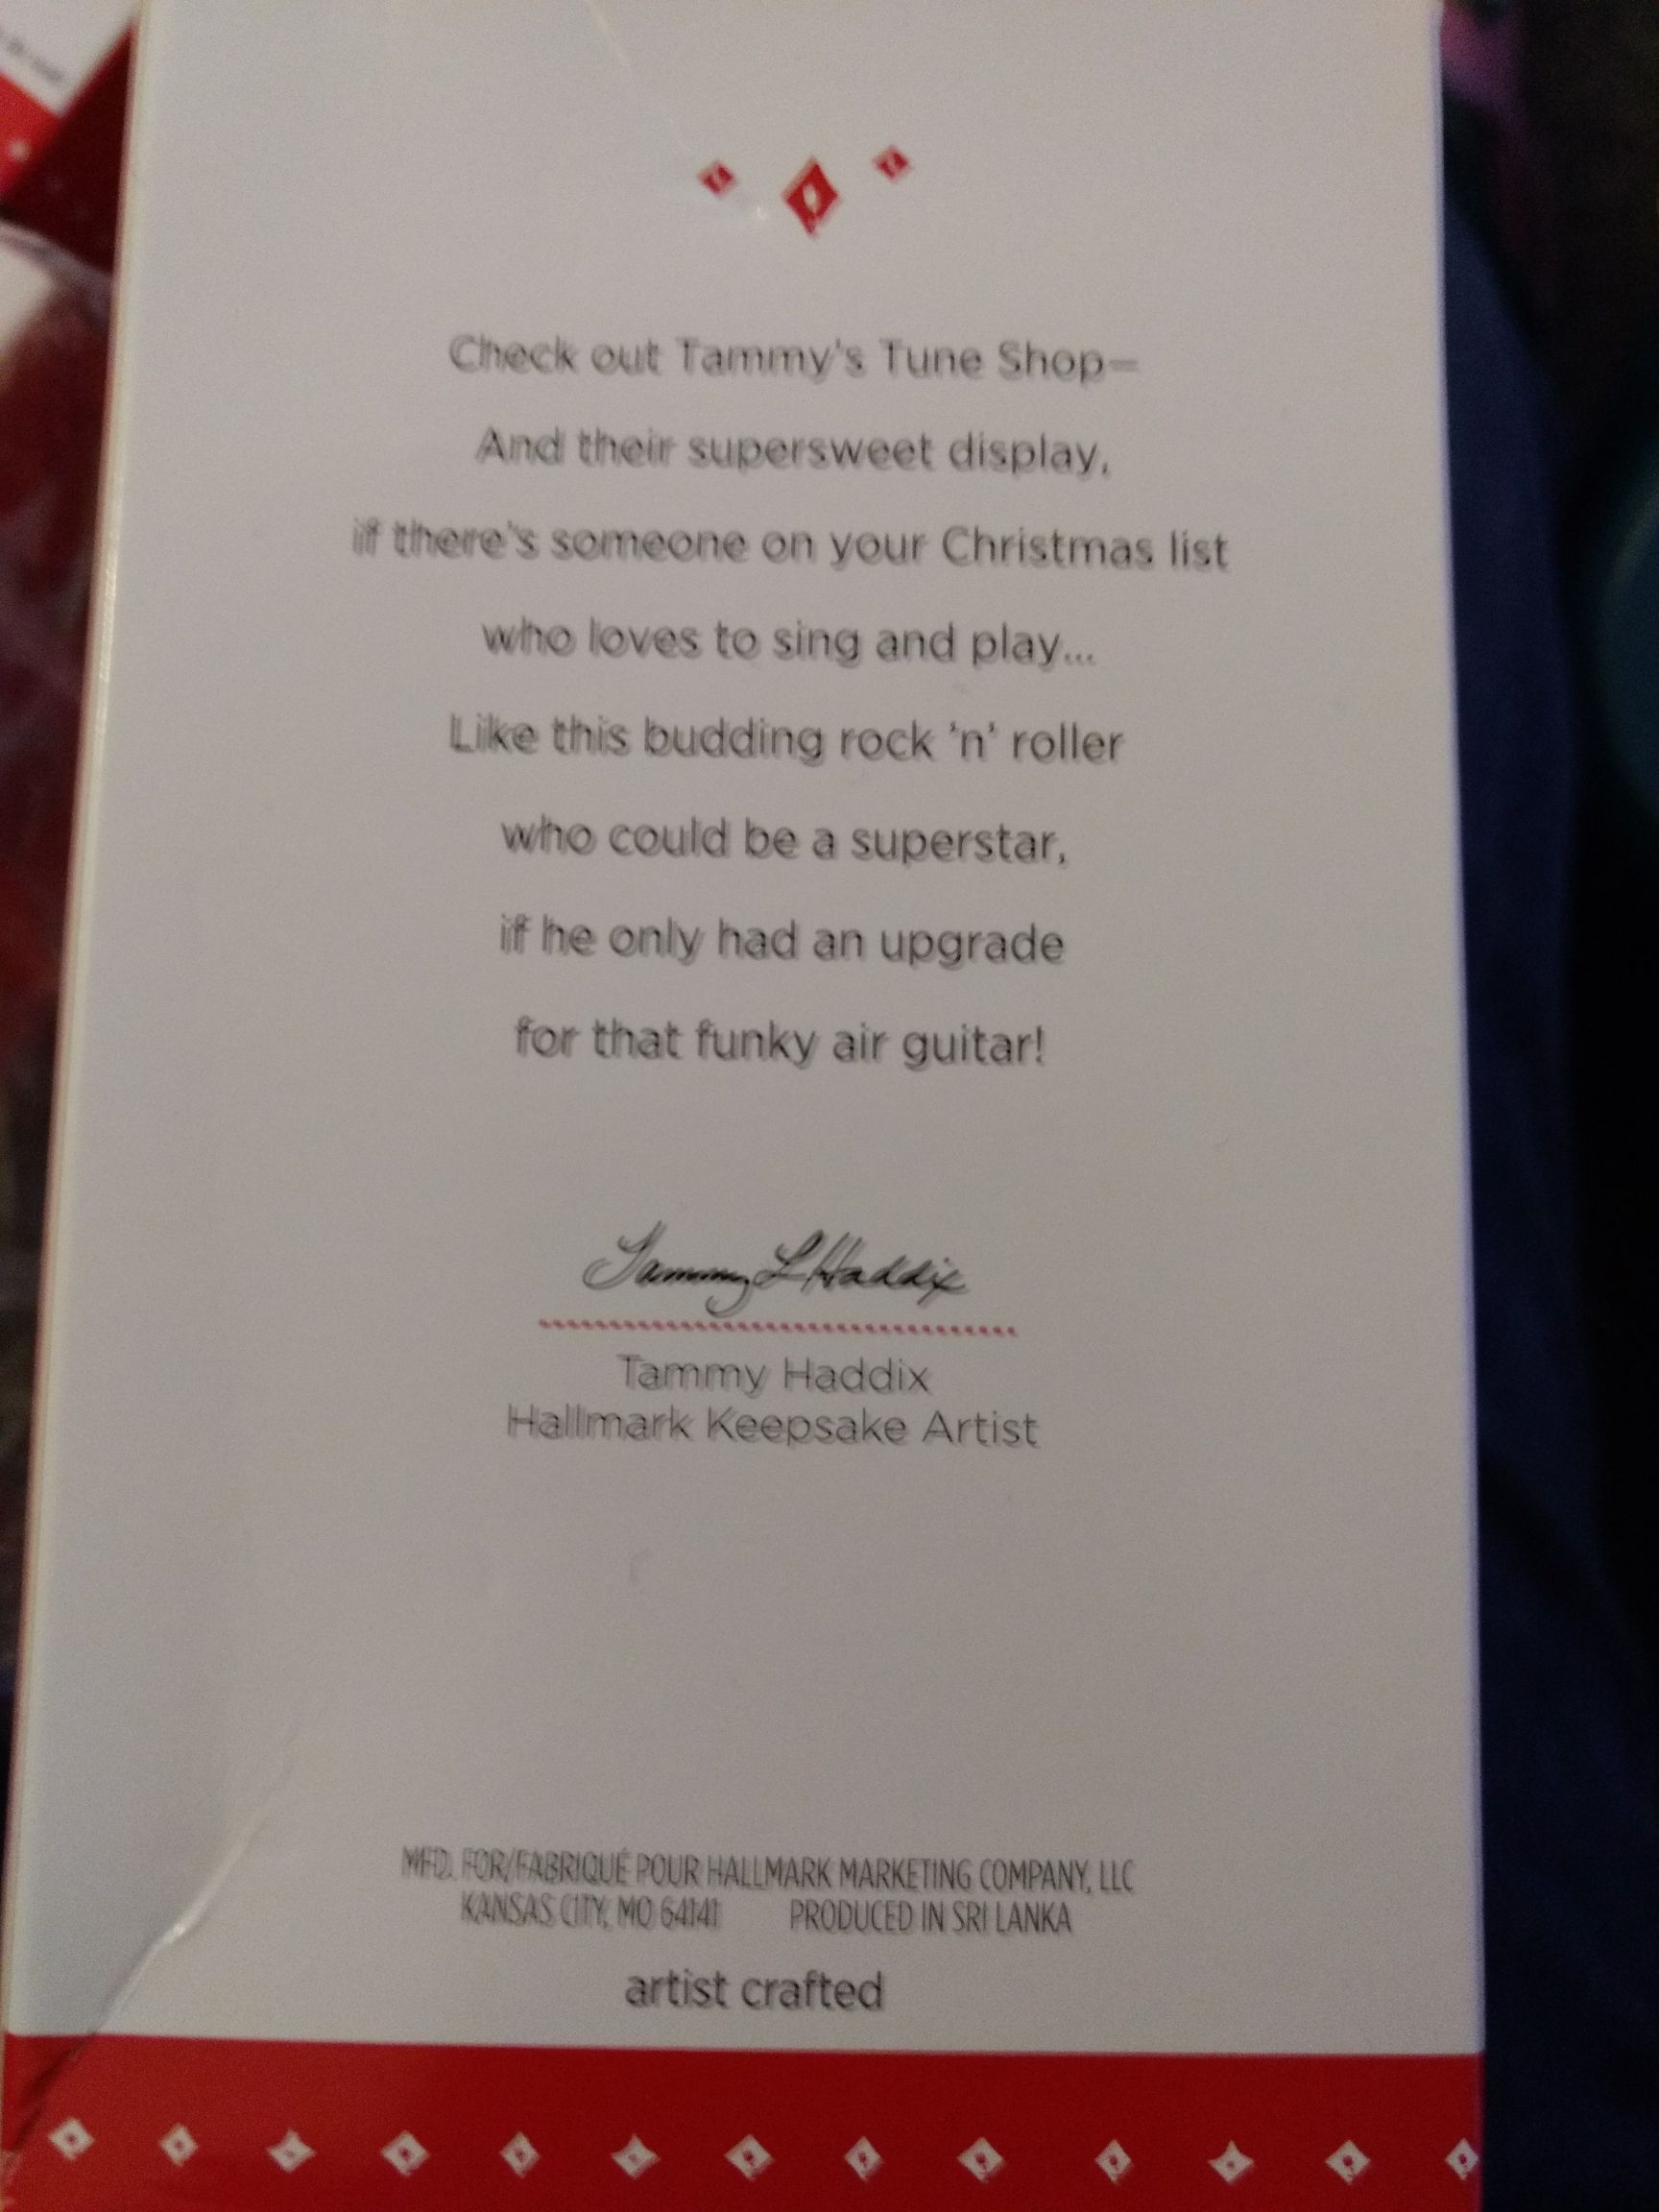 Check out Tammy's Tune Shop—
And their supersweet display,
if there's someone on your Christmas list
who loves to sing and play...
Like this budding rock 'n' roller
who could be a superstar,
if he only had an upgrade
for that funky air guitar!
Tammy L Haddix
Tammy Haddix
Hallmark Keepsake Artist
MFD. FOR/FABRIQUÉ POUR HALLMARK MARKETING COMPANY, LLC
KANSAS CITY, MO 64141 PRODUCED IN SRI LANKA
artist crafted